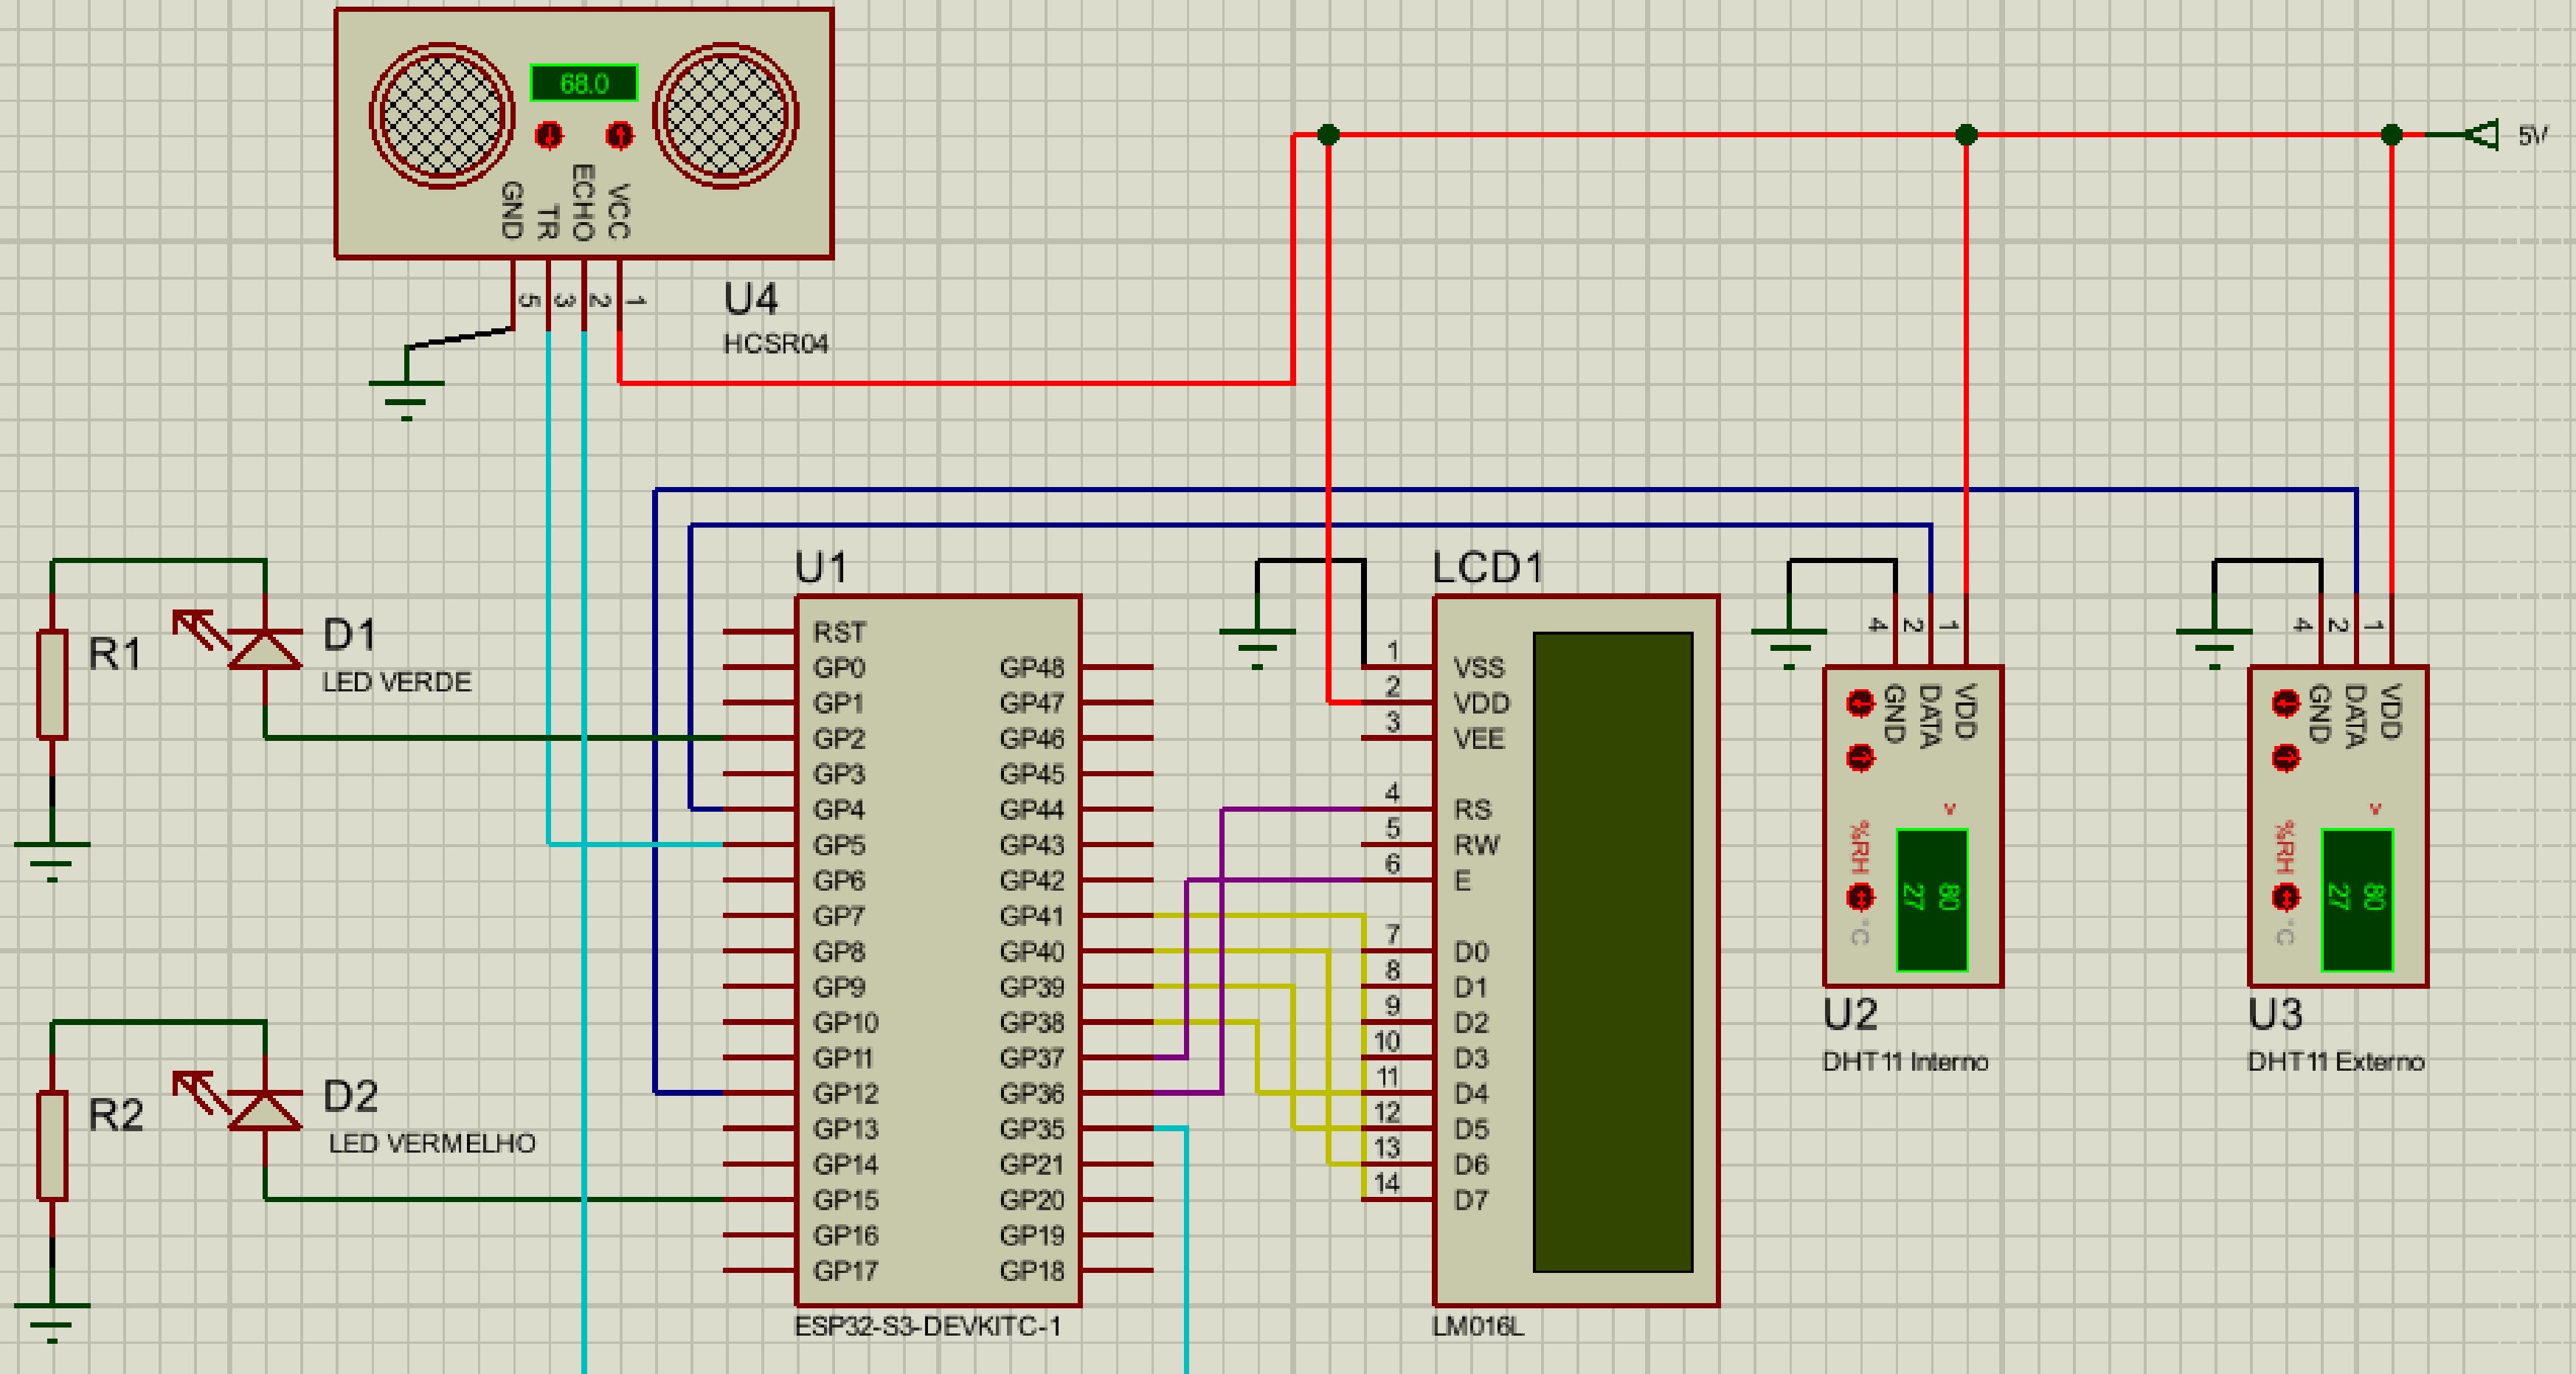 68.0
GND
TR
ECHO
VCC
5
3
2
1
U4
HCSR04
5V
R1
D1
LED VERDE
R2
D2
LED VERMELHO
U1
RST
GP0
GP1
GP2
GP3
GP4
GP5
GP6
GP7
GP8
GP9
GP10
GP11
GP12
GP13
GP14
GP15
GP16
GP17
GP48
GP47
GP46
GP45
GP44
GP43
GP42
GP41
GP40
GP39
GP38
GP37
GP36
GP35
GP21
GP20
GP19
GP18
ESP32-S3-DEVKITC-1
LCD1
1 VSS
2 VDD
3 VEE
4 RS
5 RW
6 E
7 D0
8 D1
9 D2
10 D3
11 D4
12 D5
13 D6
14 D7
LM016L
4
2
1
GND
DATA
VDD
>
%RH
°C
80
27
U2
DHT11 Interno
4
2
1
GND
DATA
VDD
>
%RH
°C
80
27
U3
DHT11 Externo